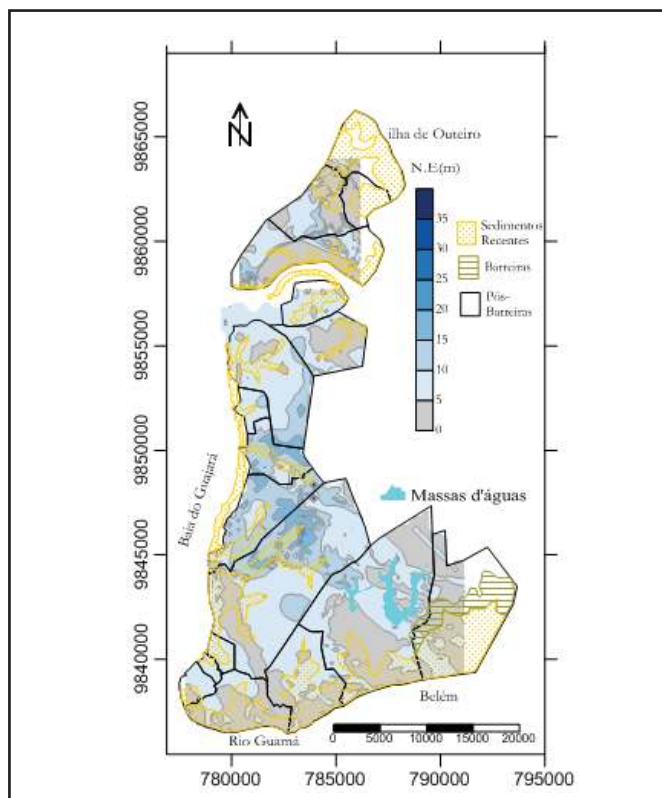 N
ilha de Outeiro
N.E(m)
35
30
25
20
15
10
5
0
Sedimentos
Recentes
Barreiras
Pós-
Barreiras
Massas d'águas
Baia do Guajará
Belém
Rio Guamá
0 5000 10000 15000 20000
9865000
9860000
9855000
9850000
9845000
9840000
780000 785000 790000 795000